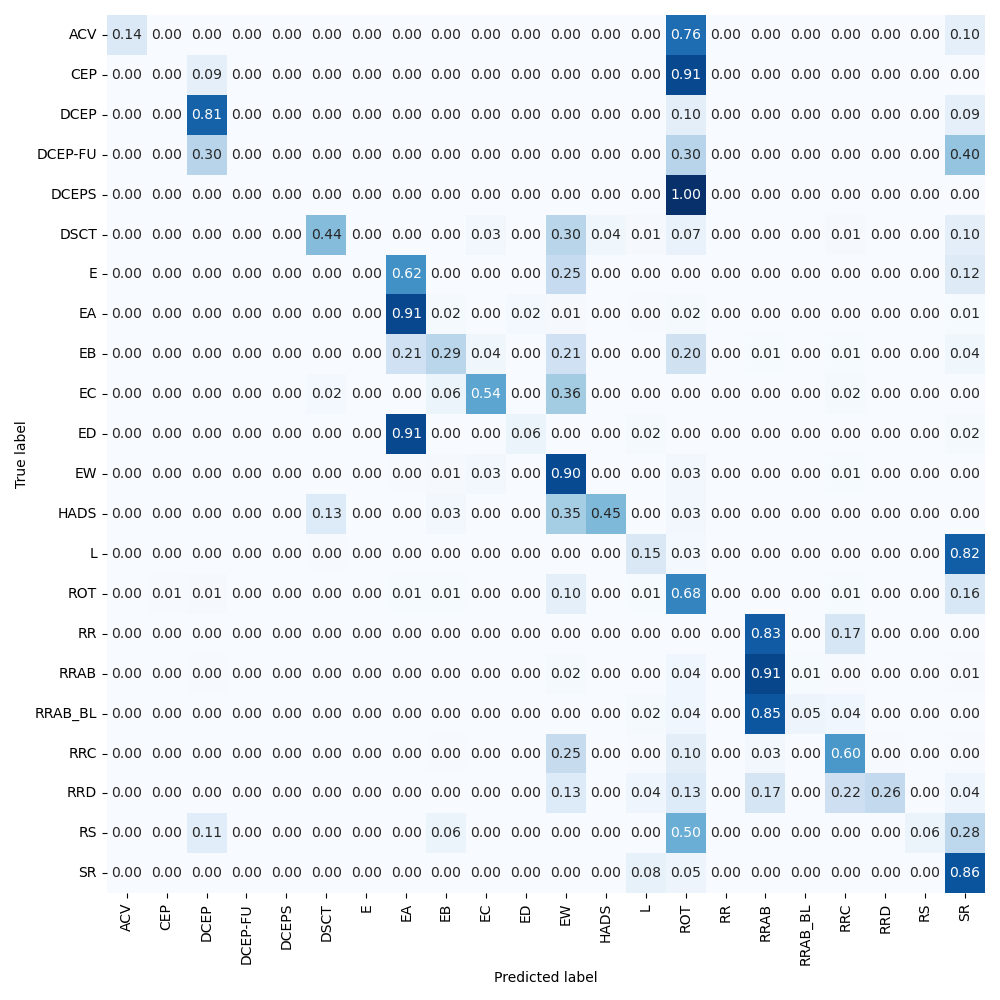 ACV 0.14 0.00 0.00 0.00 0.00 0.00 0.00 0.00 0.00 0.00 0.00 0.00 0.00 0.00 0.76 0.00 0.00 0.00 0.00 0.00 0.00 0.10
CEP 0.00 0.00 0.09 0.00 0.00 0.00 0.00 0.00 0.00 0.00 0.00 0.00 0.00 0.00 0.91 0.00 0.00 0.00 0.00 0.00 0.00 0.00
DCEP 0.00 0.00 0.81 0.00 0.00 0.00 0.00 0.00 0.00 0.00 0.00 0.00 0.00 0.00 0.10 0.00 0.00 0.00 0.00 0.00 0.00 0.09
DCEP-FU 0.00 0.00 0.30 0.00 0.00 0.00 0.00 0.00 0.00 0.00 0.00 0.00 0.00 0.00 0.30 0.00 0.00 0.00 0.00 0.00 0.00 0.40
DCEPS 0.00 0.00 0.00 0.00 0.00 0.00 0.00 0.00 0.00 0.00 0.00 0.00 0.00 0.00 1.00 0.00 0.00 0.00 0.00 0.00 0.00 0.00
DSCT 0.00 0.00 0.00 0.00 0.00 0.44 0.00 0.00 0.00 0.03 0.00 0.30 0.04 0.01 0.07 0.00 0.00 0.00 0.01 0.00 0.00 0.10
E 0.00 0.00 0.00 0.00 0.00 0.00 0.00 0.62 0.00 0.00 0.00 0.25 0.00 0.00 0.00 0.00 0.00 0.00 0.00 0.00 0.00 0.12
EA 0.00 0.00 0.00 0.00 0.00 0.00 0.00 0.91 0.02 0.00 0.02 0.01 0.00 0.00 0.02 0.00 0.00 0.00 0.00 0.00 0.00 0.01
EB 0.00 0.00 0.00 0.00 0.00 0.00 0.00 0.21 0.29 0.04 0.00 0.21 0.00 0.00 0.20 0.00 0.01 0.00 0.01 0.00 0.00 0.04
EC 0.00 0.00 0.00 0.00 0.00 0.02 0.00 0.00 0.06 0.54 0.00 0.36 0.00 0.00 0.00 0.00 0.00 0.00 0.02 0.00 0.00 0.00
ED 0.00 0.00 0.00 0.00 0.00 0.00 0.00 0.91 0.00 0.00 0.06 0.00 0.00 0.02 0.00 0.00 0.00 0.00 0.00 0.00 0.00 0.02
EW 0.00 0.00 0.00 0.00 0.00 0.00 0.00 0.00 0.01 0.03 0.00 0.90 0.00 0.00 0.03 0.00 0.00 0.00 0.01 0.00 0.00 0.00
HADS 0.00 0.00 0.00 0.00 0.00 0.13 0.00 0.00 0.03 0.00 0.00 0.35 0.45 0.00 0.03 0.00 0.00 0.00 0.00 0.00 0.00 0.00
L 0.00 0.00 0.00 0.00 0.00 0.00 0.00 0.00 0.00 0.00 0.00 0.00 0.00 0.15 0.03 0.00 0.00 0.00 0.00 0.00 0.00 0.82
ROT 0.00 0.01 0.01 0.00 0.00 0.00 0.00 0.01 0.01 0.00 0.00 0.10 0.00 0.01 0.68 0.00 0.00 0.00 0.01 0.00 0.00 0.16
RR 0.00 0.00 0.00 0.00 0.00 0.00 0.00 0.00 0.00 0.00 0.00 0.00 0.00 0.00 0.00 0.00 0.83 0.00 0.17 0.00 0.00 0.00
RRAB 0.00 0.00 0.00 0.00 0.00 0.00 0.00 0.00 0.00 0.00 0.00 0.02 0.00 0.00 0.04 0.00 0.91 0.01 0.00 0.00 0.00 0.01
RRAB_BL 0.00 0.00 0.00 0.00 0.00 0.00 0.00 0.00 0.00 0.00 0.00 0.00 0.00 0.02 0.04 0.00 0.85 0.05 0.04 0.00 0.00 0.00
RRC 0.00 0.00 0.00 0.00 0.00 0.00 0.00 0.00 0.00 0.00 0.00 0.25 0.00 0.00 0.10 0.00 0.03 0.00 0.60 0.00 0.00 0.00
RRD 0.00 0.00 0.00 0.00 0.00 0.00 0.00 0.00 0.00 0.00 0.00 0.13 0.00 0.04 0.13 0.00 0.17 0.00 0.22 0.26 0.00 0.04
RS 0.00 0.00 0.11 0.00 0.00 0.00 0.00 0.00 0.06 0.00 0.00 0.00 0.00 0.00 0.50 0.00 0.00 0.00 0.00 0.00 0.06 0.28
SR 0.00 0.00 0.00 0.00 0.00 0.00 0.00 0.00 0.00 0.00 0.00 0.00 0.00 0.08 0.05 0.00 0.00 0.00 0.00 0.00 0.00 0.86
ACV CEP DCEP DCEP-FU DCEPS DSCT E EA EB EC ED EW HADS L ROT RR RRAB RRAB_BL RRC RRD RS SR
Predicted label
True label